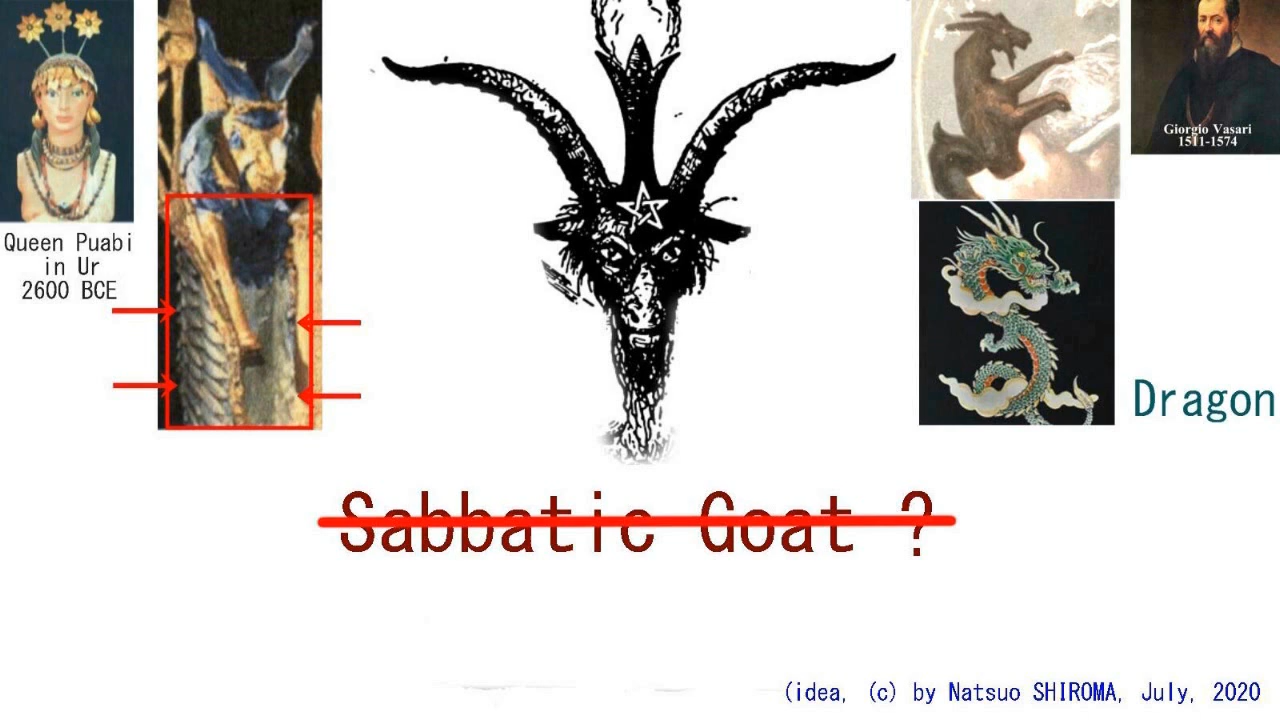 Queen Puabi
in Ur
2600 BCE
Giorgio Vasari
1511-1574
Dragon
Sabbatic Goat ?
(idea, (c) by Natsuo SHIROMA, July, 2020